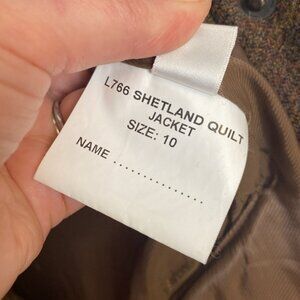 L766 SHETLAND QUILT
JACKET
SIZE: 10
NAME ...............